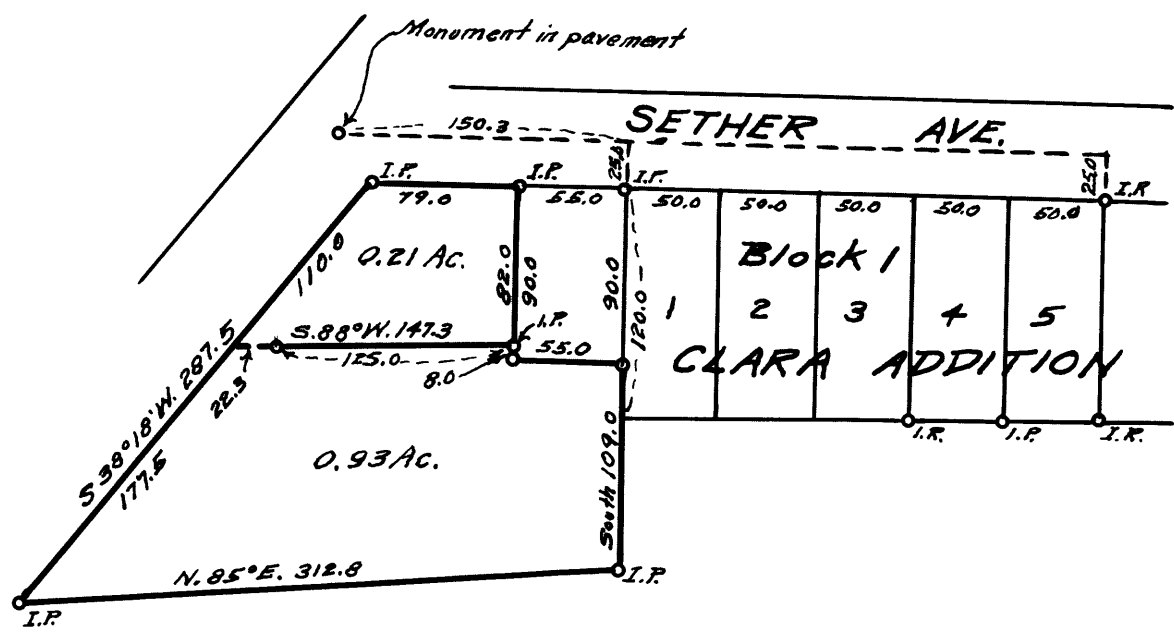 Monument in pavement
SETHER AVE.
150.3
25.0
25.0
I.P.
I.P.
I.P.
I.R
79.0
55.0
50.0
50.0
50.0
50.0
50.0
110.0
0.21 Ac.
82.0
90.0
90.0
120.0
Block 1
1
2
3
4
5
CLARA ADDITION
S.88°W. 147.3
I.P.
125.0
8.0
55.0
22.3
S 38°18'W. 287.5
177.5
0.93 Ac.
South 109.0
I.R.
I.P.
I.R.
N. 85°E. 312.8
I.P.
I.P.